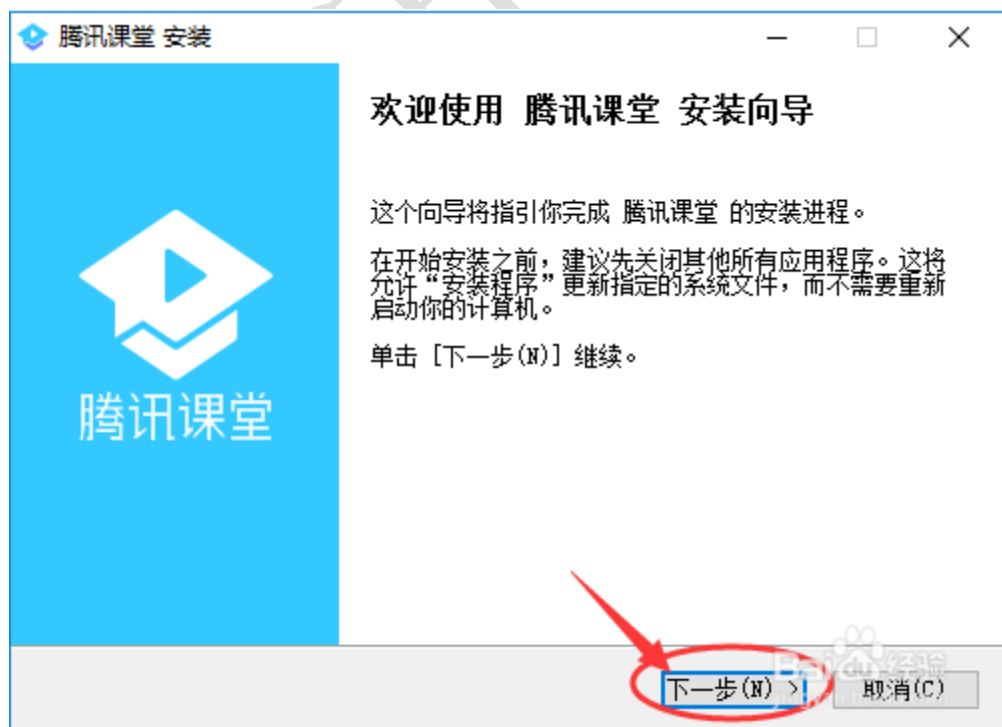 腾讯课堂 安装
欢迎使用 腾讯课堂 安装向导
这个向导将指引你完成 腾讯课堂 的安装进程。
在开始安装之前，建议先关闭其他所有应用程序。这将
允许“安装程序”更新指定的系统文件，而不需要重新
启动你的计算机。
单击 [下一步(N)] 继续。
腾讯课堂
下一步(N) >
取消(C)
Baidu 经验